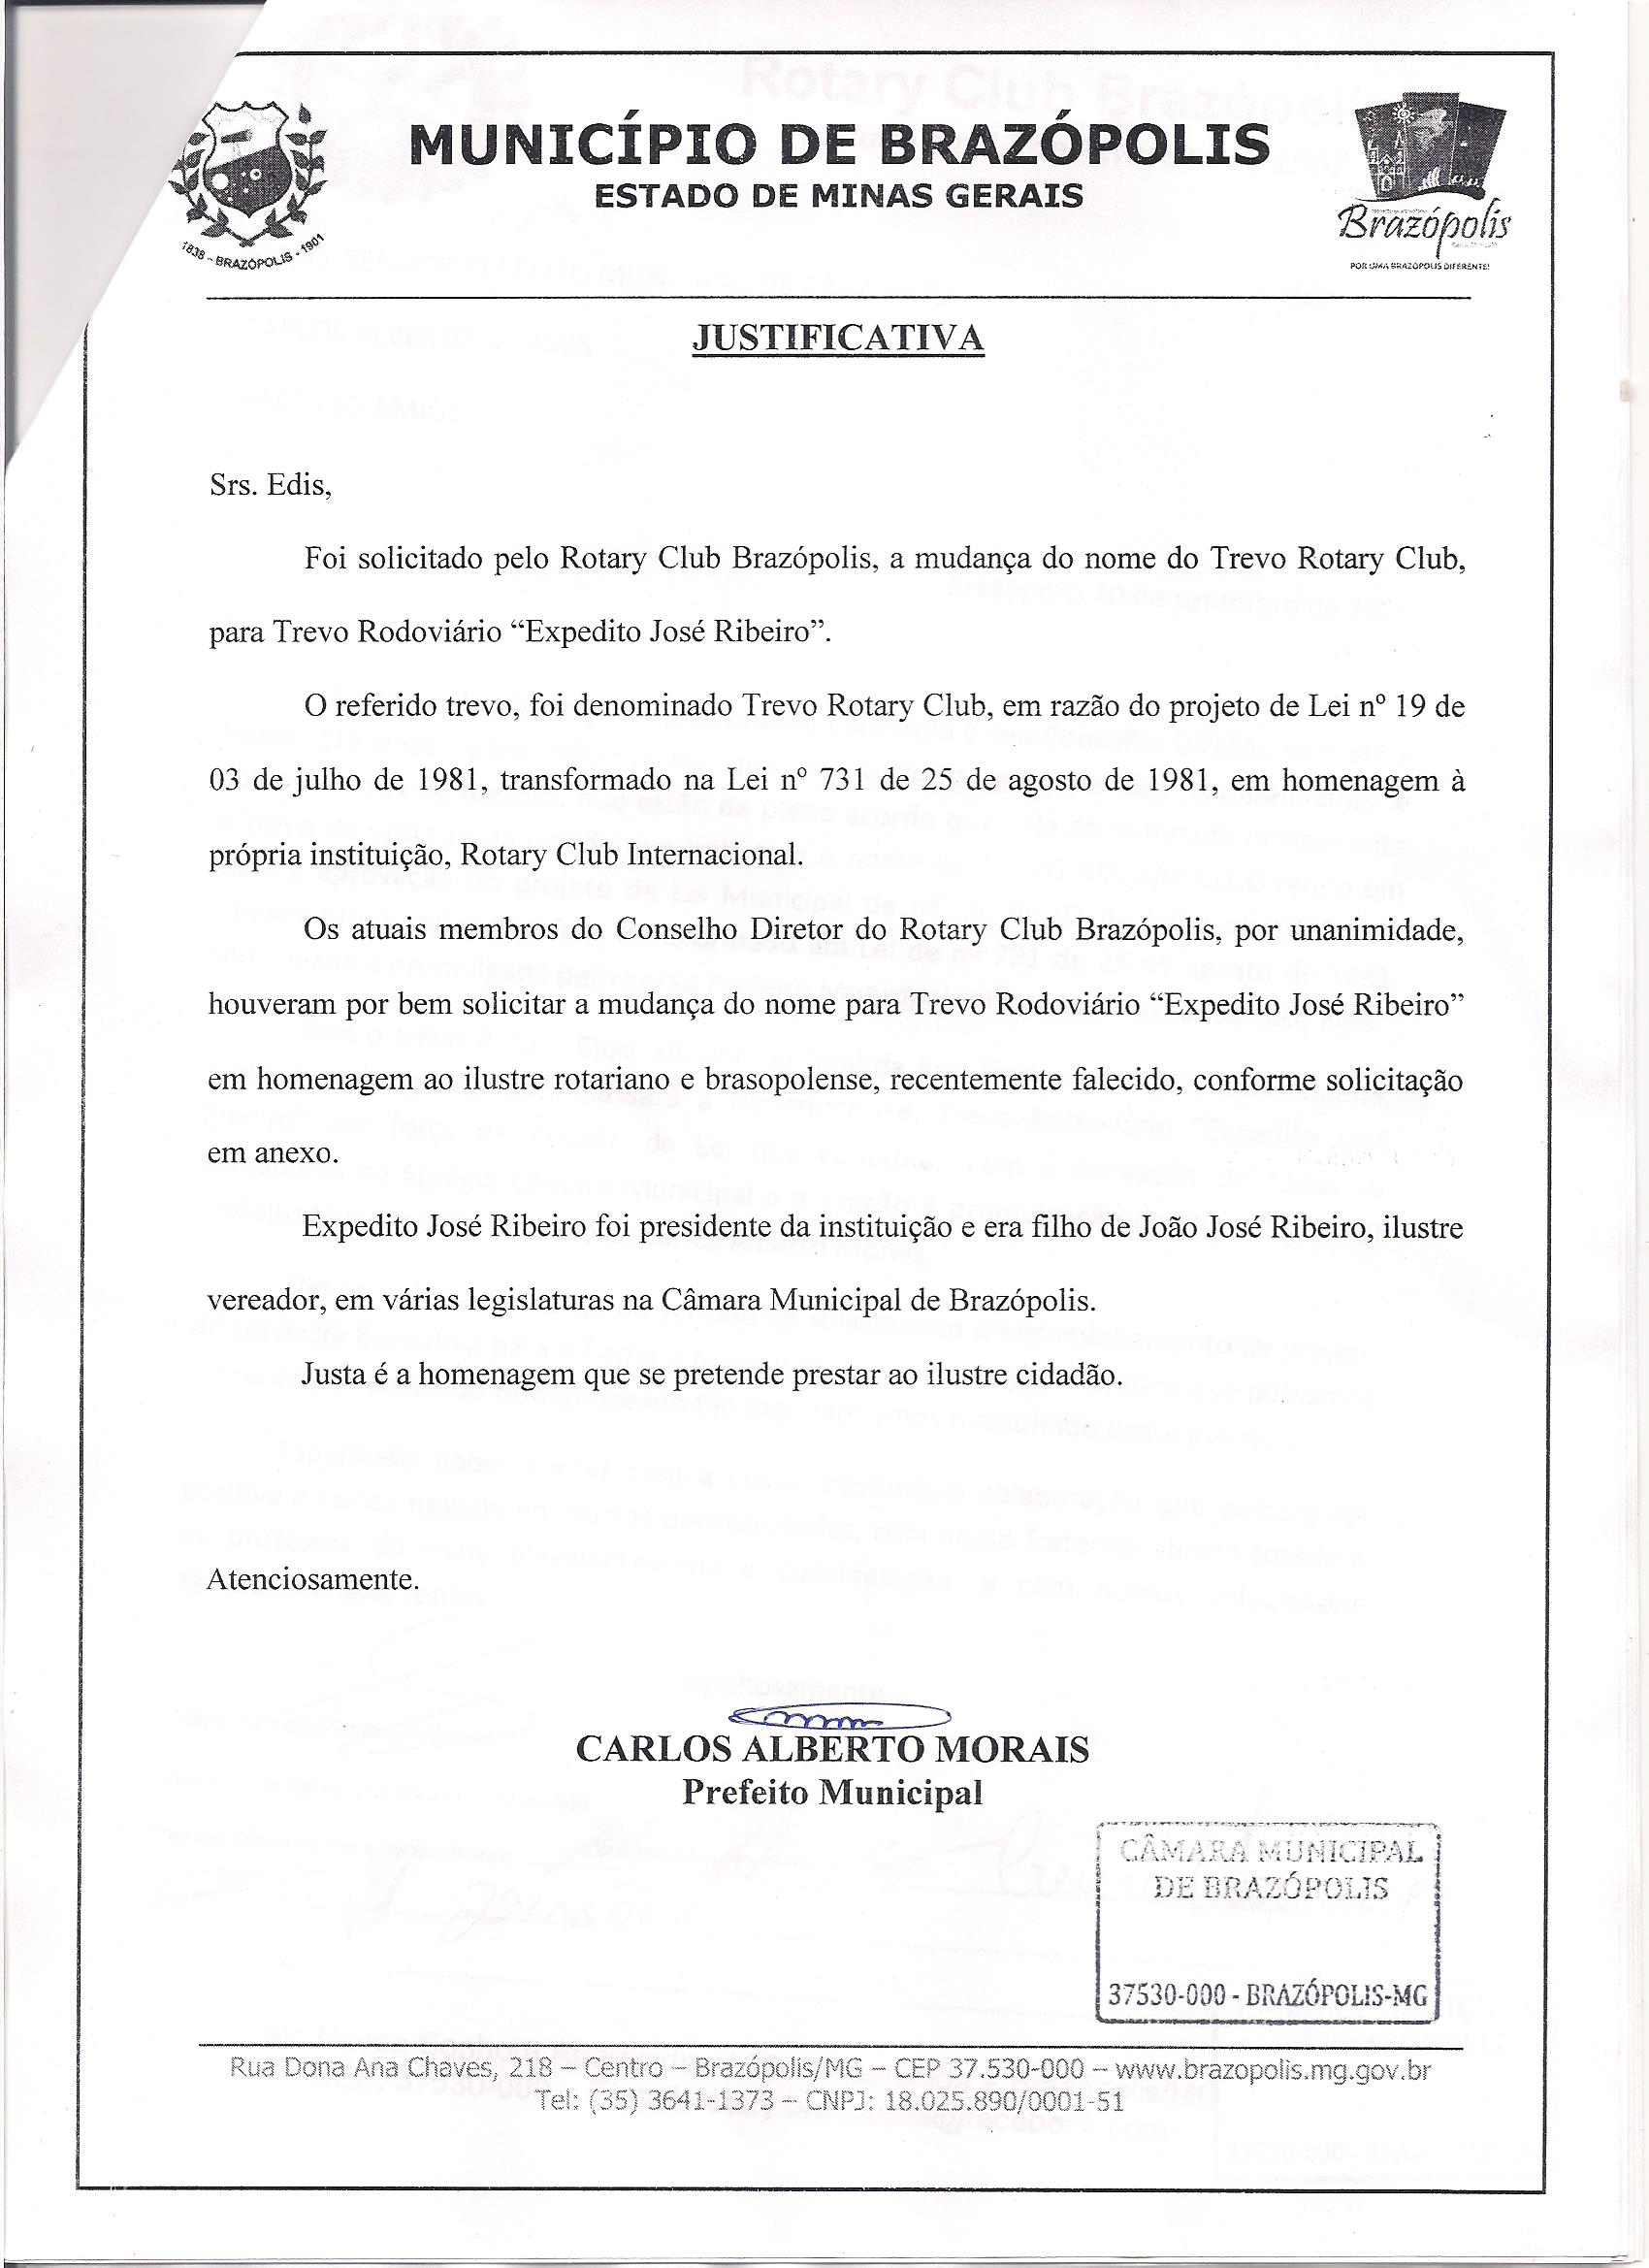 MUNICÍPIO DE BRAZÓPOLIS
ESTADO DE MINAS GERAIS
1838 - BRAZÓPOLIS - 1901
Brazópolis
POR UMA BRAZÓPOLIS DIFERENTE!
JUSTIFICATIVA
Srs. Edis,
Foi solicitado pelo Rotary Club Brazópolis, a mudança do nome do Trevo Rotary Club,
para Trevo Rodoviário “Expedito José Ribeiro”.
O referido trevo, foi denominado Trevo Rotary Club, em razão do projeto de Lei nº 19 de
03 de julho de 1981, transformado na Lei nº 731 de 25 de agosto de 1981, em homenagem à
própria instituição, Rotary Club Internacional.
Os atuais membros do Conselho Diretor do Rotary Club Brazópolis, por unanimidade,
houveram por bem solicitar a mudança do nome para Trevo Rodoviário “Expedito José Ribeiro”
em homenagem ao ilustre rotariano e brasopolense, recentemente falecido, conforme solicitação
em anexo.
Expedito José Ribeiro foi presidente da instituição e era filho de João José Ribeiro, ilustre
vereador, em várias legislaturas na Câmara Municipal de Brazópolis.
Justa é a homenagem que se pretende prestar ao ilustre cidadão.
Atenciosamente.
CARLOS ALBERTO MORAIS
Prefeito Municipal
CÂMARA MUNICIPAL
DE BRAZÓPOLIS
37530-000 - BRAZÓPOLIS-MG
Rua Dona Ana Chaves, 218 – Centro – Brazópolis/MG – CEP 37.530-000 – www.brazopolis.mg.gov.br
Tel: (35) 3641-1373 – CNPJ: 18.025.890/0001-51